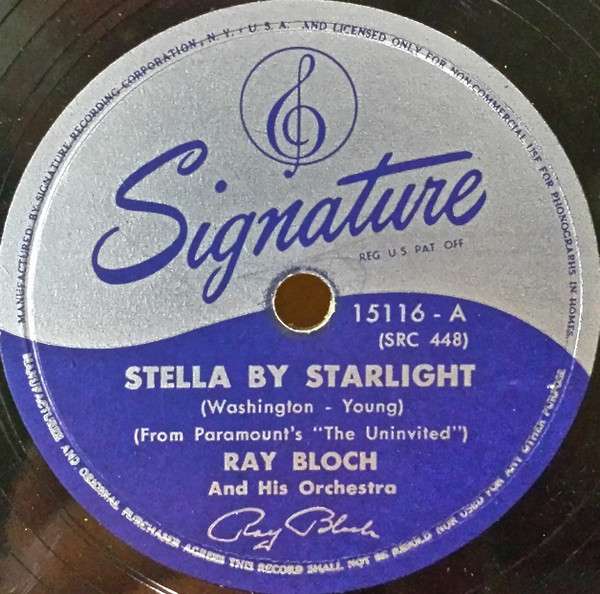 MANUFACTURED BY SIGNATURE RECORDING CORPORATION, N. Y. • U. S. A. AND LICENSED ONLY FOR NON-COMMERCIAL USE FOR PHONOGRAPHS IN HOMES.
Signature
REG U.S. PAT OFF
15116 - A
(SRC 448)
STELLA BY STARLIGHT
(Washington - Young)
(From Paramount's "The Uninvited")
RAY BLOCH
And His Orchestra
Ray Bloch
AND ORIGINAL PURCHASER AGREES THIS RECORD SHALL NOT BE RESOLD NOR USED FOR ANY OTHER PURPOSE